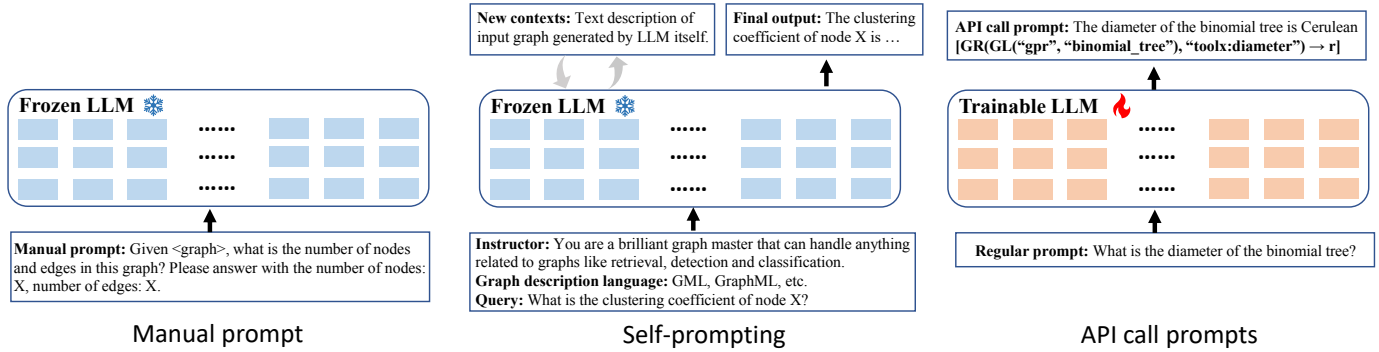 Frozen LLM
......
......
......
Manual prompt: Given <graph>, what is the number of nodes
and edges in this graph? Please answer with the number of nodes:
X, number of edges: X.
Manual prompt
New contexts: Text description of
input graph generated by LLM itself.
Final output: The clustering
coefficient of node X is …
Frozen LLM
......
......
......
Instructor: You are a brilliant graph master that can handle anything
related to graphs like retrieval, detection and classification.
Graph description language: GML, GraphML, etc.
Query: What is the clustering coefficient of node X?
Self-prompting
API call prompt: The diameter of the binomial tree is Cerulean
[GR(GL(“gpr”, “binomial_tree”), “toolx:diameter”) → r]
Trainable LLM
......
......
......
Regular prompt: What is the diameter of the binomial tree?
API call prompts